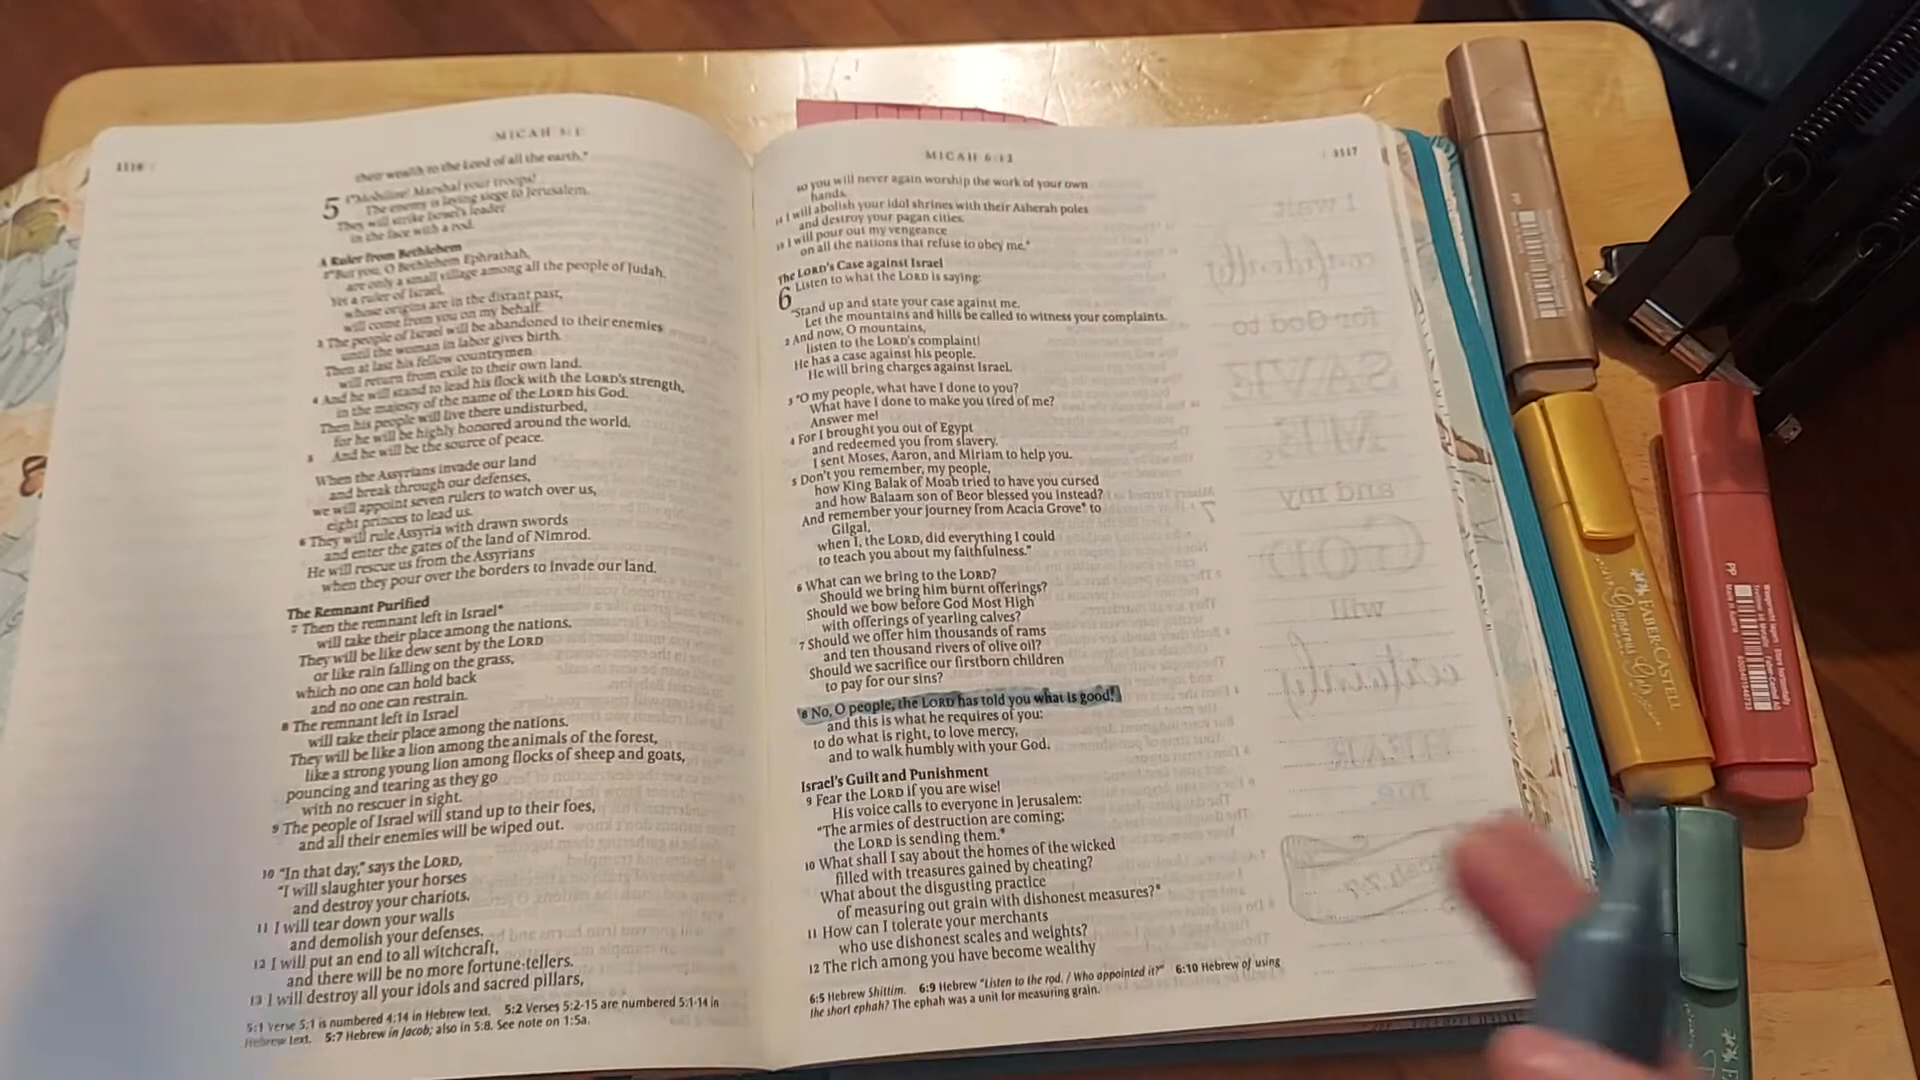 1116
MICAH 5:1
their wealth to the Lord of all the earth."
5 1 "Mobilize! Marshal your troops!
The enemy is laying siege to Jerusalem.
They will strike Israel's leader
in the face with a rod.
A Ruler from Bethlehem
2 "But you, O Bethlehem Ephrathah,
are only a small village among all the people of Judah.
Yet a ruler of Israel,
whose origins are in the distant past,
will come from you on my behalf.
3 The people of Israel will be abandoned to their enemies
until the woman in labor gives birth.
Then at last his fellow countrymen
will return from exile to their own land.
4 And he will stand to lead his flock with the LORD's strength,
in the majesty of the name of the LORD his God.
Then his people will live there undisturbed,
for he will be highly honored around the world.
5 And he will be the source of peace.
When the Assyrians invade our land
and break through our defenses,
we will appoint seven rulers to watch over us,
eight princes to lead us.
6 They will rule Assyria with drawn swords
and enter the gates of the land of Nimrod.
He will rescue us from the Assyrians
when they pour over the borders to invade our land.
The Remnant Purified
7 Then the remnant left in Israel*
will take their place among the nations.
They will be like dew sent by the LORD
or like rain falling on the grass,
which no one can hold back
and no one can restrain.
8 The remnant left in Israel
will take their place among the nations.
They will be like a lion among the animals of the forest,
like a strong young lion among flocks of sheep and goats,
pouncing and tearing as they go
with no rescuer in sight.
9 The people of Israel will stand up to their foes,
and all their enemies will be wiped out.
10 "In that day," says the LORD,
"I will slaughter your horses
and destroy your chariots.
11 I will tear down your walls
and demolish your defenses.
12 I will put an end to all witchcraft,
and there will be no more fortune-tellers.
13 I will destroy all your idols and sacred pillars,
5:1 Verse 5:1 is numbered 4:14 in Hebrew text. 5:2 Verses 5:2-15 are numbered 5:1-14 in
Hebrew text. 5:7 Hebrew in Jacob; also in 5:8. See note on 1:5a.
MICAH 6:12
1117
so you will never again worship the work of your own
hands.
14 I will abolish your idol shrines with their Asherah poles
and destroy your pagan cities.
15 I will pour out my vengeance
on all the nations that refuse to obey me."
The LORD's Case against Israel
6 Listen to what the LORD is saying:
"Stand up and state your case against me.
Let the mountains and hills be called to witness your complaints.
2 And now, O mountains,
listen to the LORD's complaint!
He has a case against his people.
He will bring charges against Israel.
3 "O my people, what have I done to you?
What have I done to make you tired of me?
Answer me!
4 For I brought you out of Egypt
and redeemed you from slavery.
I sent Moses, Aaron, and Miriam to help you.
5 Don't you remember, my people,
how King Balak of Moab tried to have you cursed
and how Balaam son of Beor blessed you instead?
And remember your journey from Acacia Grove* to
Gilgal,
when I, the LORD, did everything I could
to teach you about my faithfulness."
6 What can we bring to the LORD?
Should we bring him burnt offerings?
Should we bow before God Most High
with offerings of yearling calves?
7 Should we offer him thousands of rams
and ten thousand rivers of olive oil?
Should we sacrifice our firstborn children
to pay for our sins?
8 No, O people, the LORD has told you what is good!
and this is what he requires of you:
to do what is right, to love mercy,
and to walk humbly with your God.
Israel's Guilt and Punishment
9 Fear the LORD if you are wise!
His voice calls to everyone in Jerusalem:
"The armies of destruction are coming;
the LORD is sending them.*
10 What shall I say about the homes of the wicked
filled with treasures gained by cheating?
What about the disgusting practice
of measuring out grain with dishonest measures?*
11 How can I tolerate your merchants
who use dishonest scales and weights?
12 The rich among you have become wealthy
6:5 Hebrew Shittim. 6:9 Hebrew "Listen to the rod. / Who appointed it?" 6:10 Hebrew of using
the short ephah? The ephah was a unit for measuring grain.
I wait
confidently
for God to
SAVE
ME,
and my
GOD
will
certainly
HEAR
me.
FABER-CASTELL
PP